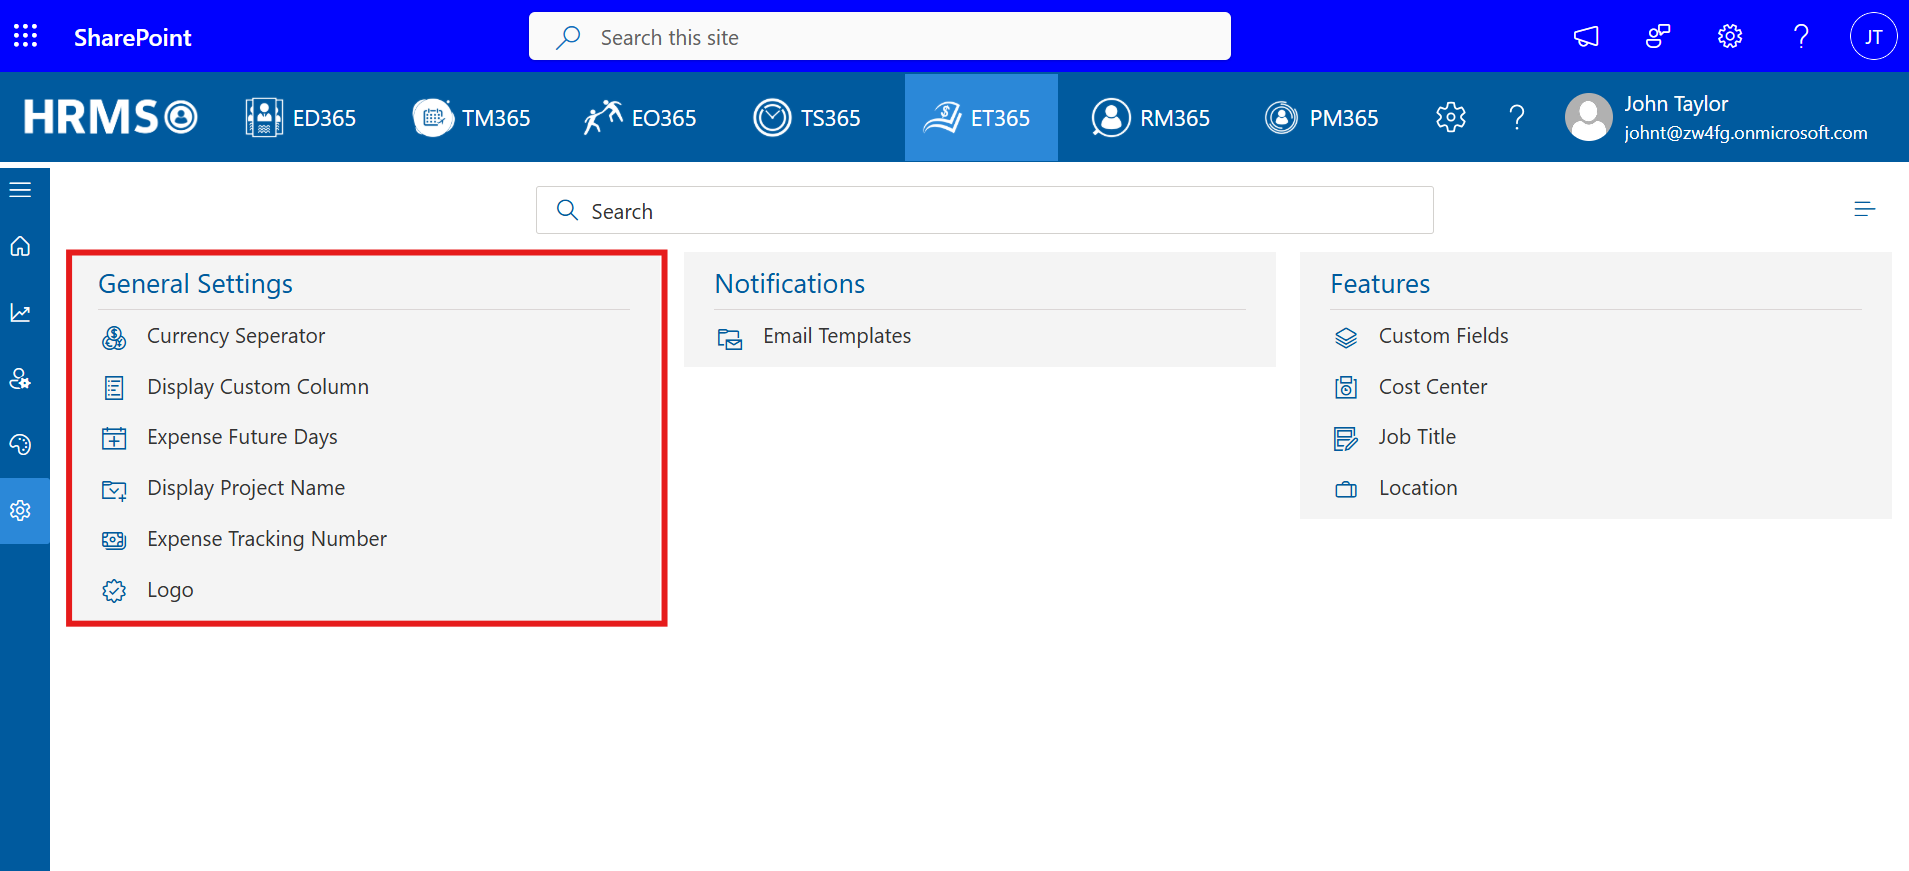 SharePoint
Search this site
JT
HRMS
ED365
TM365
EO365
TS365
ET365
RM365
PM365
John Taylor
johnt@zw4fg.onmicrosoft.com
Search
General Settings
Currency Seperator
Display Custom Column
Expense Future Days
Display Project Name
Expense Tracking Number
Logo
Notifications
Email Templates
Features
Custom Fields
Cost Center
Job Title
Location